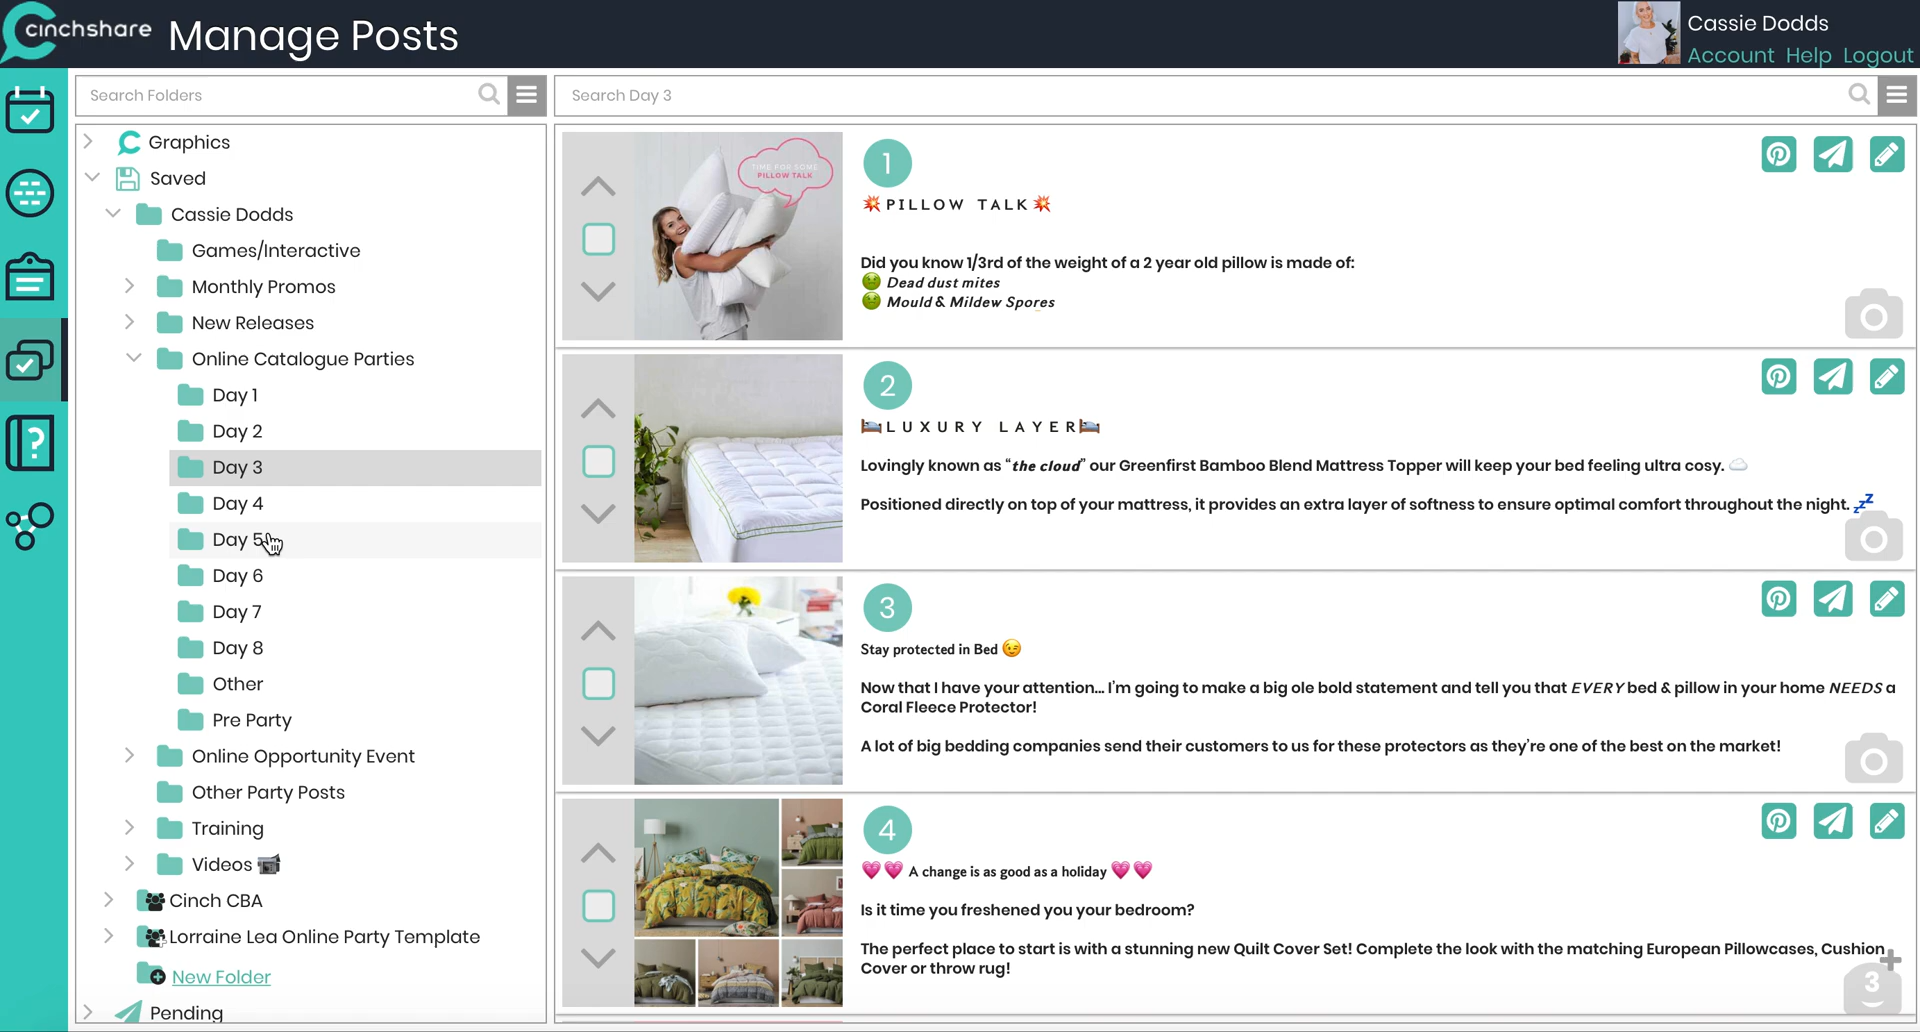 cinchshare
Manage Posts
Cassie Dodds
Account Help Logout
Search Folders
Search Day 3
Graphics
Saved
Cassie Dodds
Games/Interactive
Monthly Promos
New Releases
Online Catalogue Parties
Day 1
Day 2
Day 3
Day 4
Day 5
Day 6
Day 7
Day 8
Other
Pre Party
Online Opportunity Event
Other Party Posts
Training
Videos 📹
Cinch CBA
Lorraine Lea Online Party Template
New Folder
Pending
TIME FOR SOME
PILLOW TALK
1
💥PILLOW TALK💥
Did you know 1/3rd of the weight of a 2 year old pillow is made of:
🤢 Dead dust mites
🤢 Mould & Mildew Spores
2
🛏️LUXURY LAYER🛏️
Lovingly known as “the cloud” our Greenfirst Bamboo Blend Mattress Topper will keep your bed feeling ultra cosy. ☁️
Positioned directly on top of your mattress, it provides an extra layer of softness to ensure optimal comfort throughout the night. 💤
3
Stay protected in Bed 😉
Now that I have your attention... I'm going to make a big ole bold statement and tell you that EVERY bed & pillow in your home NEEDS a
Coral Fleece Protector!
A lot of big bedding companies send their customers to us for these protectors as they're one of the best on the market!
4
💗💗 A change is as good as a holiday 💗💗
Is it time you freshened you your bedroom?
The perfect place to start is with a stunning new Quilt Cover Set! Complete the look with the matching European Pillowcases, Cushion
Cover or throw rug!
3